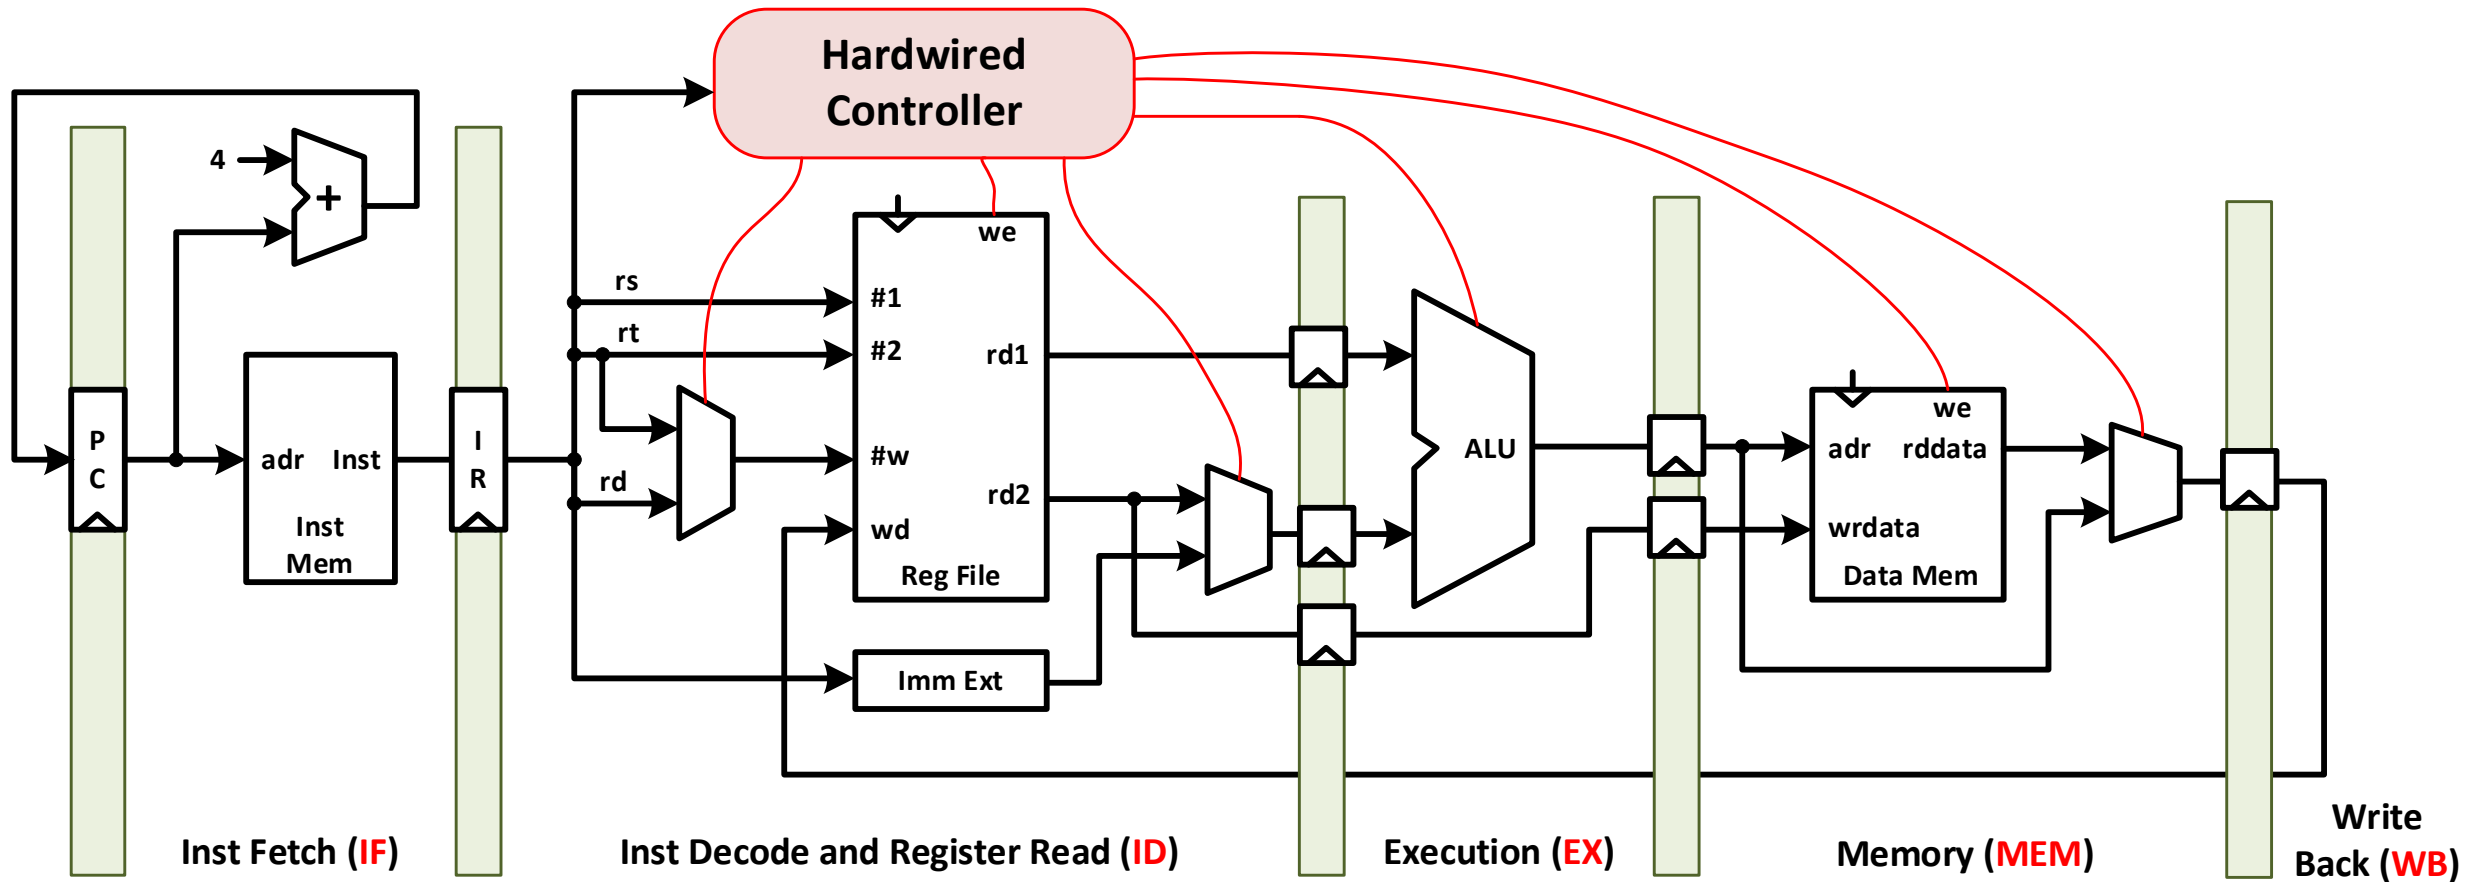 Hardwired
Controller
4
+
we
rs
#1
rt
#2
rd1
P
C
adr
Inst
I
R
#w
rd
rd2
wd
Inst
Mem
Reg File
Imm Ext
ALU
we
adr
rddata
wrdata
Data Mem
Inst Fetch (IF)
Inst Decode and Register Read (ID)
Execution (EX)
Memory (MEM)
Write
Back (WB)